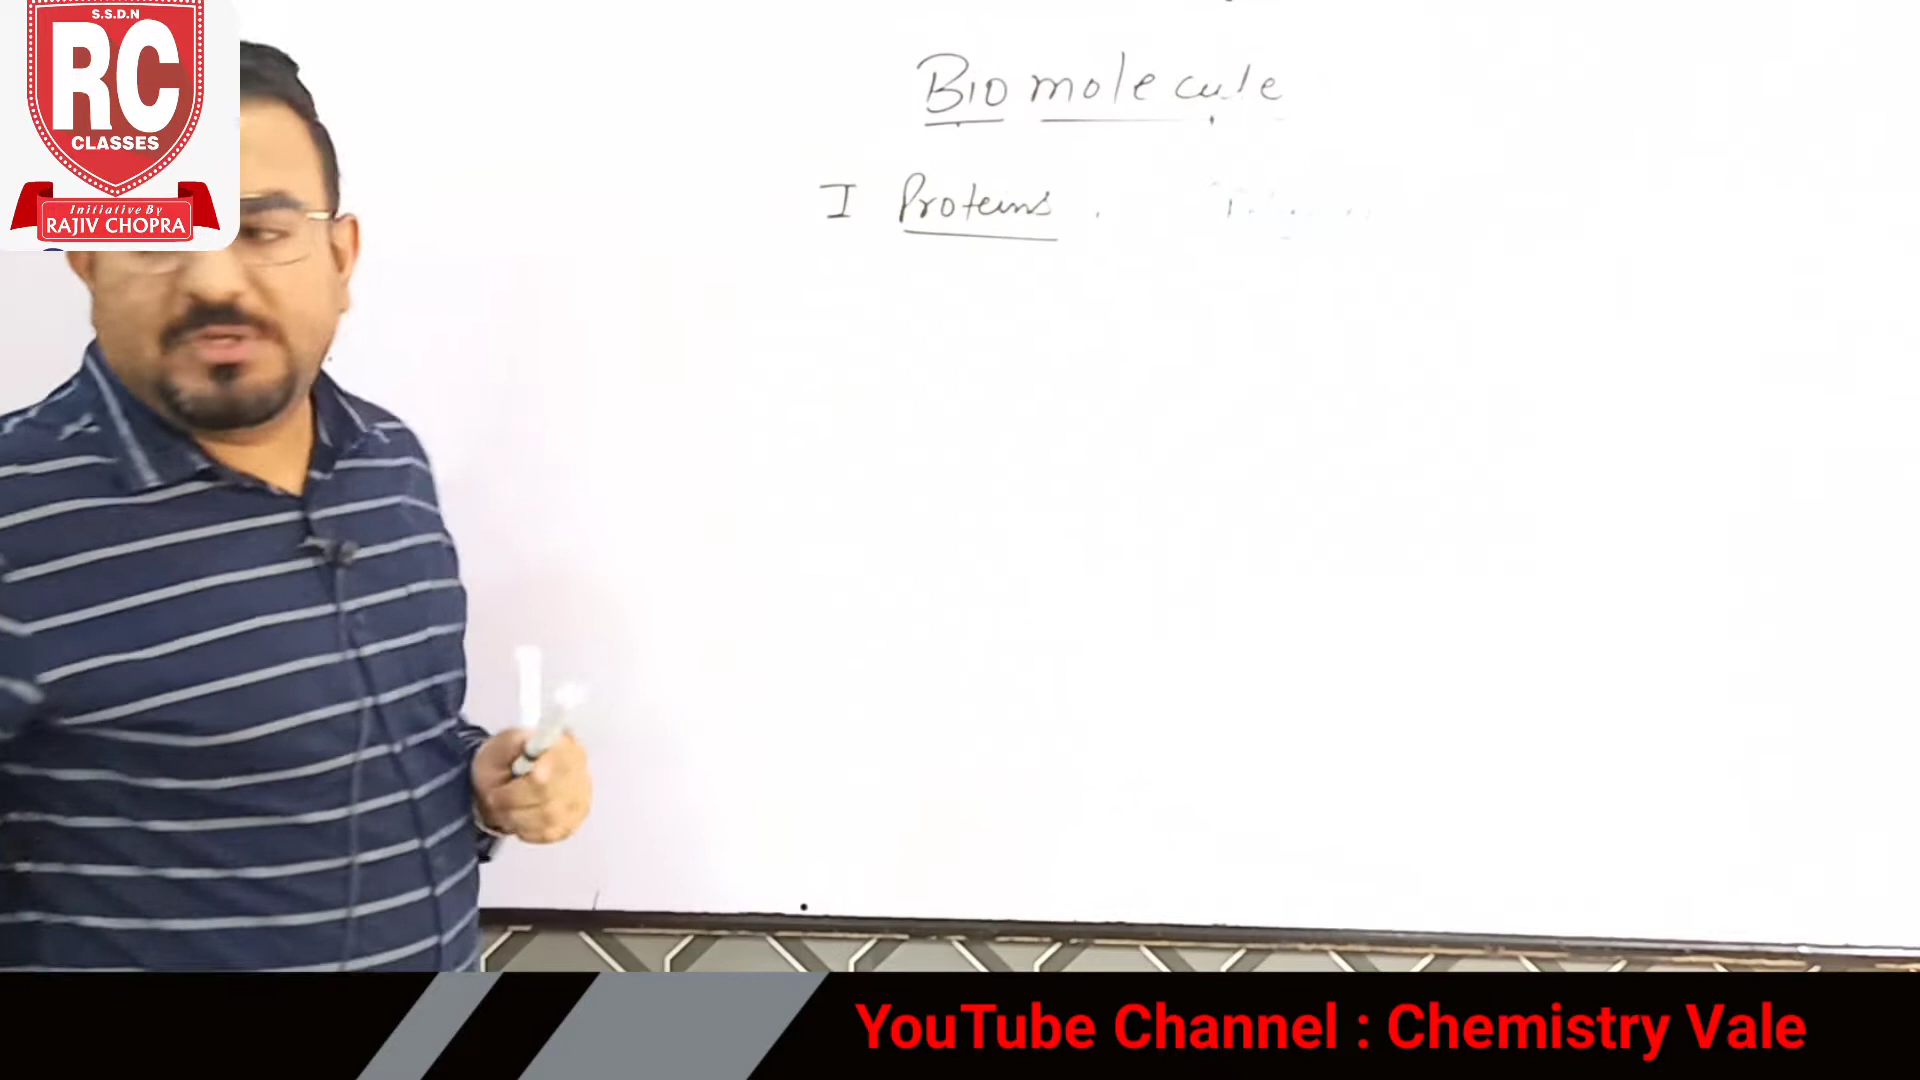 S.S.D.N
RC
CLASSES
Initiative By
RAJIV CHOPRA
Bio molecule
I Proteins.
YouTube Channel : Chemistry Vale